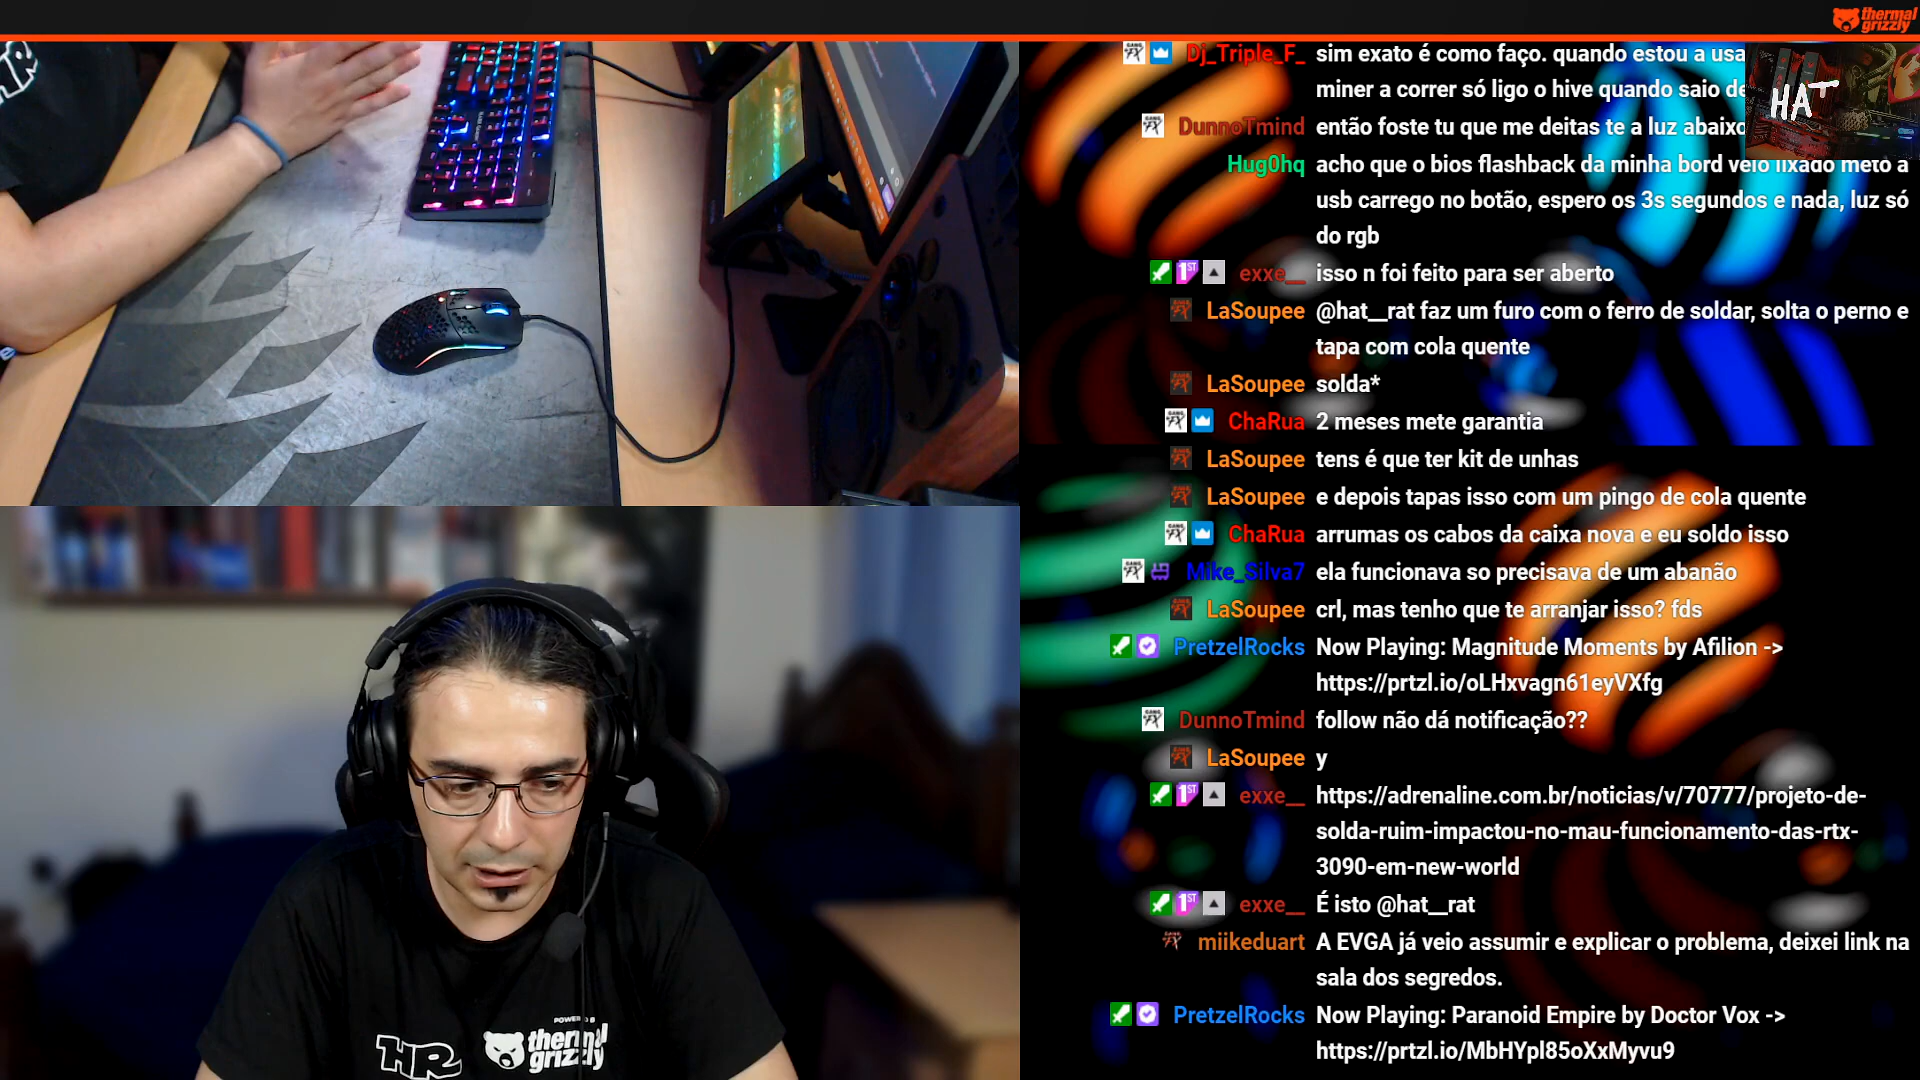 thermal
grizzly
HAT
Dj_Triple_F_ sim exato é como faço. quando estou a usa
miner a correr só ligo o hive quando saio de
DunnoTmind então foste tu que me deitas te a luz abaixo
Hug0hq acho que o bios flashback da minha bord veio lixado meto a
usb carrego no botão, espero os 3s segundos e nada, luz só
do rgb
exxe__ isso n foi feito para ser aberto
LaSoupee @hat__rat faz um furo com o ferro de soldar, solta o perno e
tapa com cola quente
LaSoupee solda*
ChaRua 2 meses mete garantia
LaSoupee tens é que ter kit de unhas
LaSoupee e depois tapas isso com um pingo de cola quente
ChaRua arrumas os cabos da caixa nova e eu soldo isso
Mike_Silva7 ela funcionava so precisava de um abanão
LaSoupee crl, mas tenho que te arranjar isso? fds
PretzelRocks Now Playing: Magnitude Moments by Afilion ->
https://prtzl.io/oLHxvagn61eyVXfg
DunnoTmind follow não dá notificação??
LaSoupee y
exxe__ https://adrenaline.com.br/noticias/v/70777/projeto-de-
solda-ruim-impactou-no-mau-funcionamento-das-rtx-
3090-em-new-world
exxe__ É isto @hat__rat
miikeduart A EVGA já veio assumir e explicar o problema, deixei link na
sala dos segredos.
PretzelRocks Now Playing: Paranoid Empire by Doctor Vox ->
https://prtzl.io/MbHYpl85oXxMyvu9
HR
thermal
grizzly